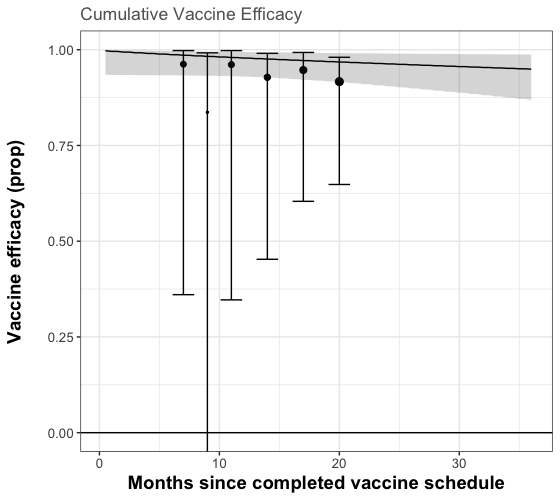 Cumulative Vaccine Efficacy
1.00
0.75
0.50
0.25
0.00
Vaccine efficacy (prop)
0 10 20 30
Months since completed vaccine schedule